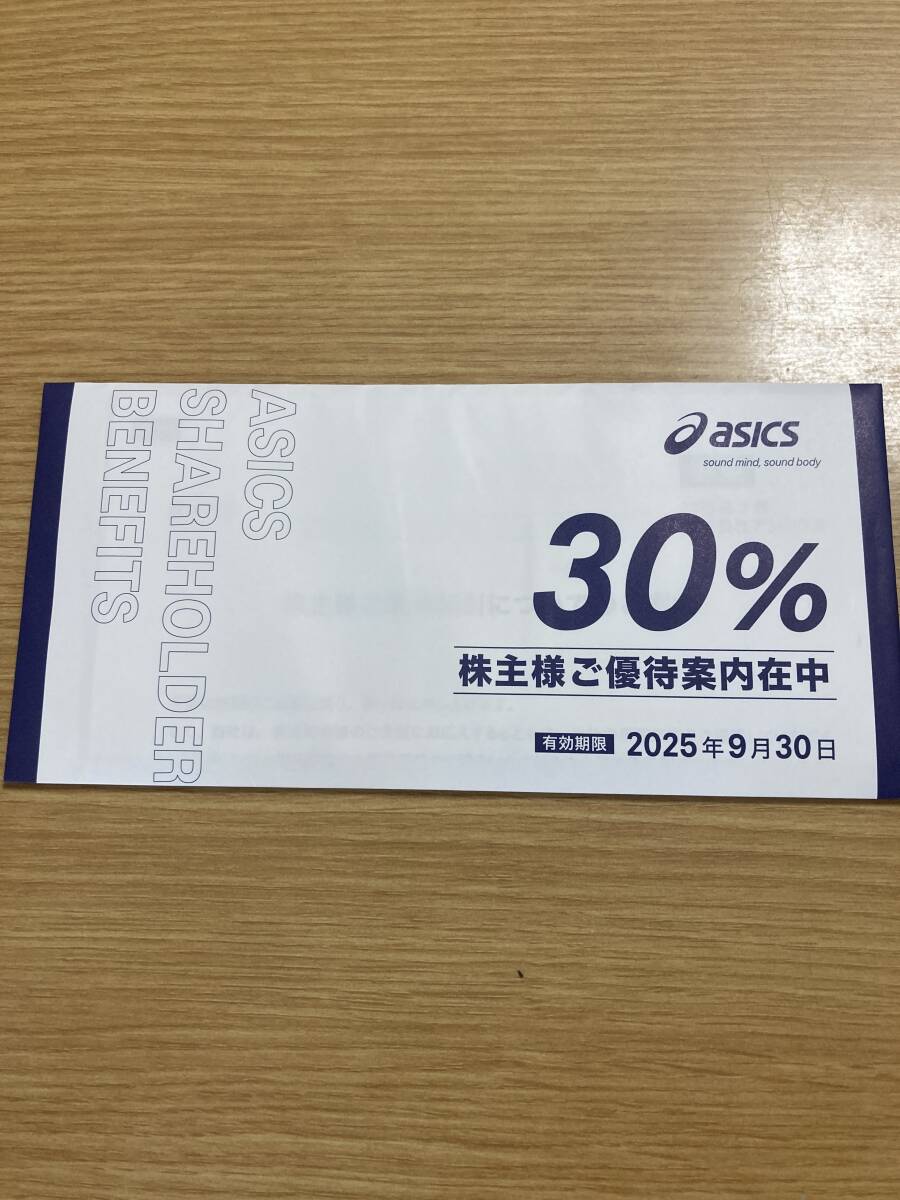 ASICS
SHAREHOLDER
BENEFITS
asics
sound mind, sound body
30%
株主様ご優待案内在中
有効期限 2025年9月30日